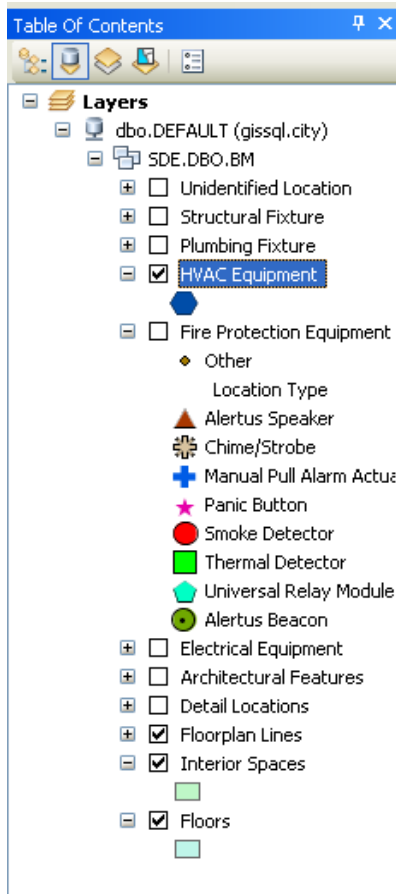 Table Of Contents
Layers
dbo.DEFAULT (gissql.city)
SDE.DBO.BM
Unidentified Location
Structural Fixture
Plumbing Fixture
HVAC Equipment
Fire Protection Equipment
Other
Location Type
Alertus Speaker
Chime/Strobe
Manual Pull Alarm Actua
Panic Button
Smoke Detector
Thermal Detector
Universal Relay Module
Alertus Beacon
Electrical Equipment
Architectural Features
Detail Locations
Floorplan Lines
Interior Spaces
Floors